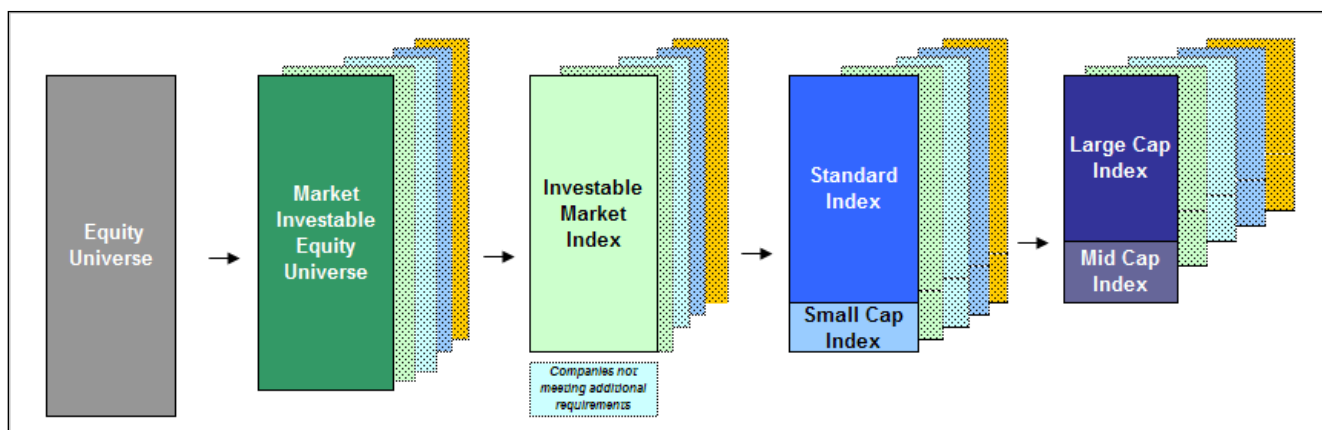 Equity
Universe
Market
Investable
Equity
Universe
Investable
Market
Index
Companies not
meeting additional
requirements
Standard
Index
Small Cap
Index
Large Cap
Index
Mid Cap
Index